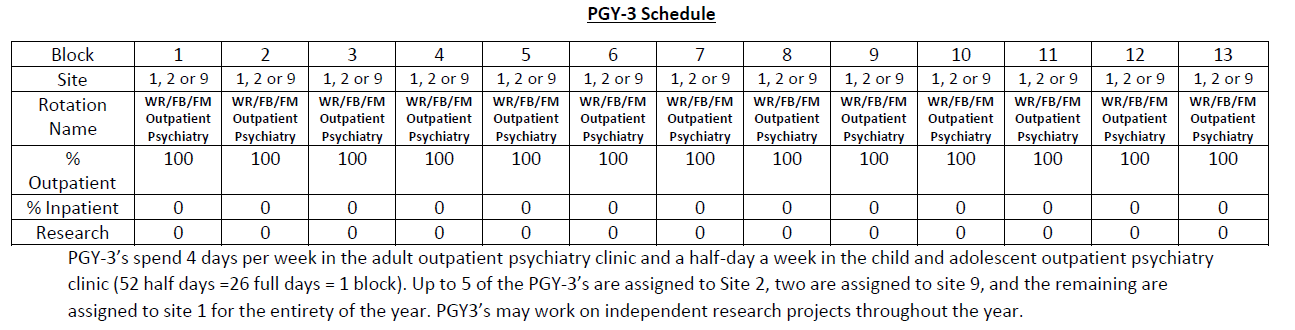 PGY-3 Schedule
Block 1 2 3 4 5 6 7 8 9 10 11 12 13
Site 1, 2 or 9 1, 2 or 9 1, 2 or 9 1, 2 or 9 1, 2 or 9 1, 2 or 9 1, 2 or 9 1, 2 or 9 1, 2 or 9 1, 2 or 9 1, 2 or 9 1, 2 or 9 1, 2 or 9
Rotation Name WR/FB/FM Outpatient Psychiatry WR/FB/FM Outpatient Psychiatry WR/FB/FM Outpatient Psychiatry WR/FB/FM Outpatient Psychiatry WR/FB/FM Outpatient Psychiatry WR/FB/FM Outpatient Psychiatry WR/FB/FM Outpatient Psychiatry WR/FB/FM Outpatient Psychiatry WR/FB/FM Outpatient Psychiatry WR/FB/FM Outpatient Psychiatry WR/FB/FM Outpatient Psychiatry WR/FB/FM Outpatient Psychiatry WR/FB/FM Outpatient Psychiatry
% Outpatient 100 100 100 100 100 100 100 100 100 100 100 100 100
% Inpatient 0 0 0 0 0 0 0 0 0 0 0 0 0
Research 0 0 0 0 0 0 0 0 0 0 0 0 0
PGY-3's spend 4 days per week in the adult outpatient psychiatry clinic and a half-day a week in the child and adolescent outpatient psychiatry
clinic (52 half days =26 full days = 1 block). Up to 5 of the PGY-3's are assigned to Site 2, two are assigned to site 9, and the remaining are
assigned to site 1 for the entirety of the year. PGY3's may work on independent research projects throughout the year.